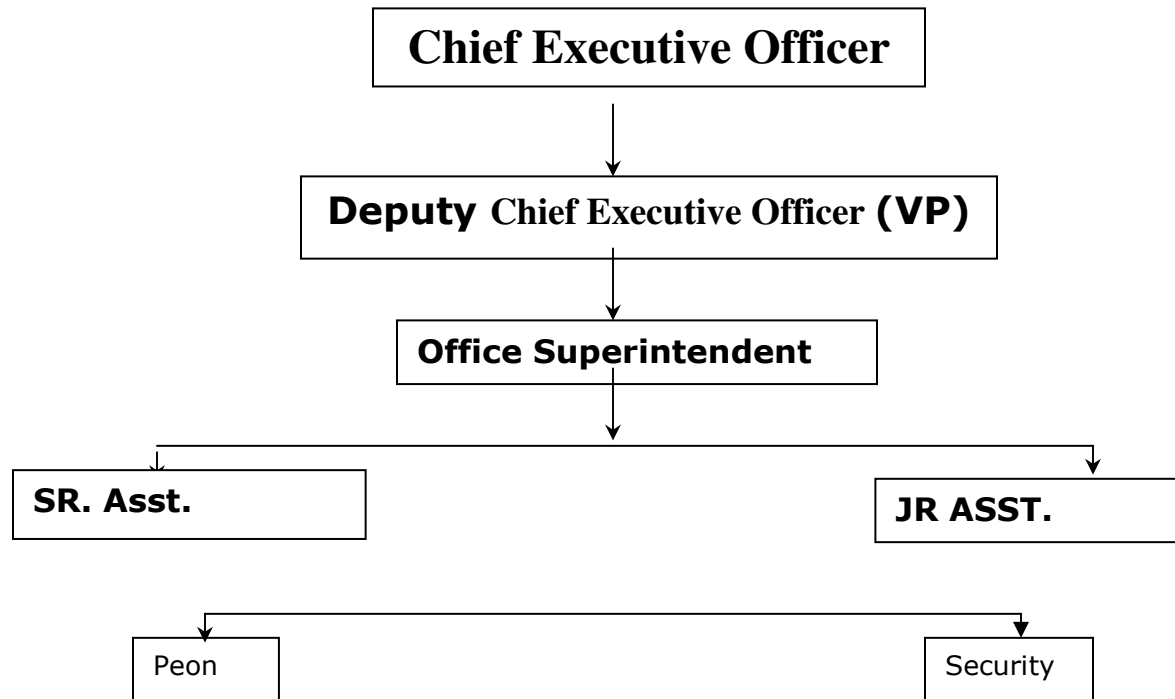 Chief Executive Officer
Deputy Chief Executive Officer (VP)
Office Superintendent
SR. Asst.
JR ASST.
Peon
Security